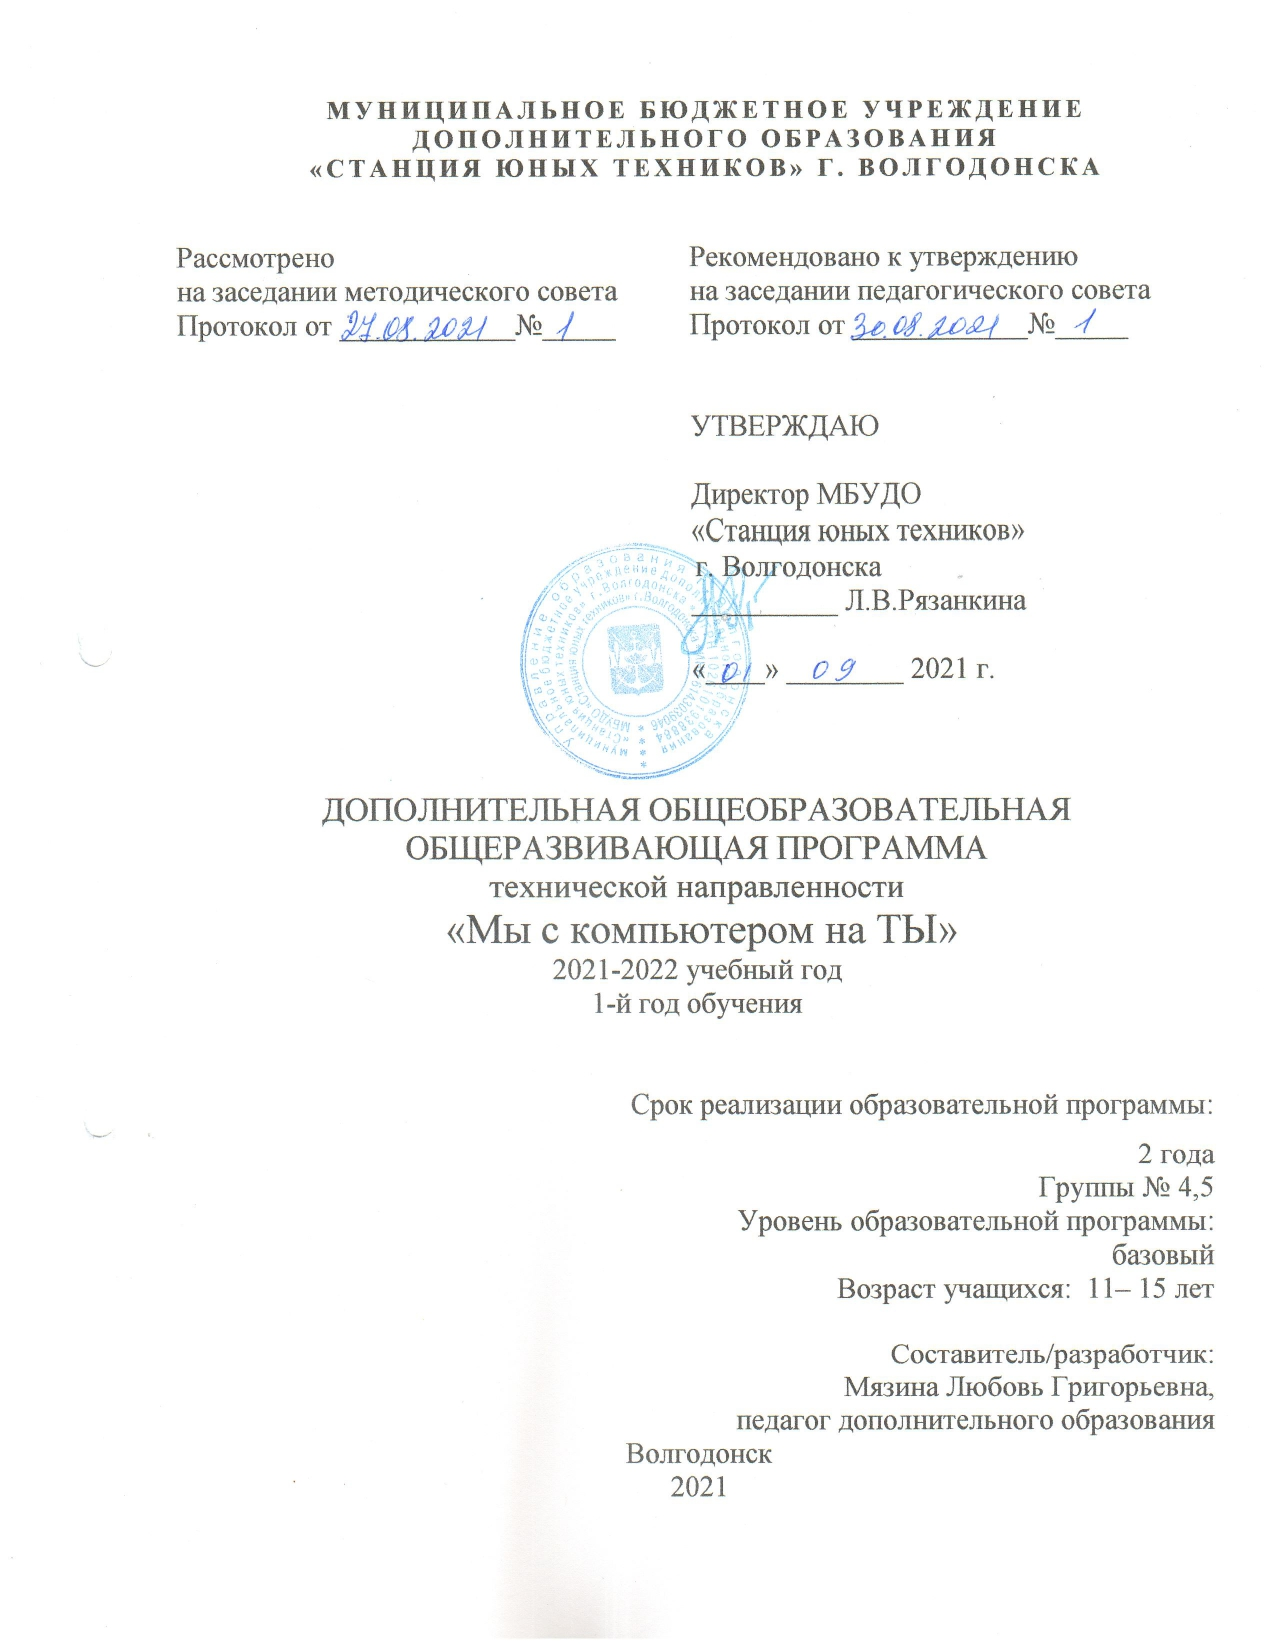 МУНИЦИПАЛЬНОЕ БЮДЖЕТНОЕ УЧРЕЖДЕНИЕ
ДОПОЛНИТЕЛЬНОГО ОБРАЗОВАНИЯ
«СТАНЦИЯ ЮНЫХ ТЕХНИКОВ» Г. ВОЛГОДОНСКА
Рассмотрено
на заседании методического совета
Протокол от 27.08.2021 № 1
Рекомендовано к утверждению
на заседании педагогического совета
Протокол от 30.08.2021 № 1
УТВЕРЖДАЮ
Директор МБУДО
«Станция юных техников»
г. Волгодонска
Л.В.Рязанкина
«01» 09 2021 г.
ДОПОЛНИТЕЛЬНАЯ ОБЩЕОБРАЗОВАТЕЛЬНАЯ
ОБЩЕРАЗВИВАЮЩАЯ ПРОГРАММА
технической направленности
«Мы с компьютером на ТЫ»
2021-2022 учебный год
1-й год обучения
Срок реализации образовательной программы:
2 года
Группы № 4,5
Уровень образовательной программы:
базовый
Возраст учащихся: 11– 15 лет
Составитель/разработчик:
Мязина Любовь Григорьевна,
педагог дополнительного образования
Волгодонск
2021